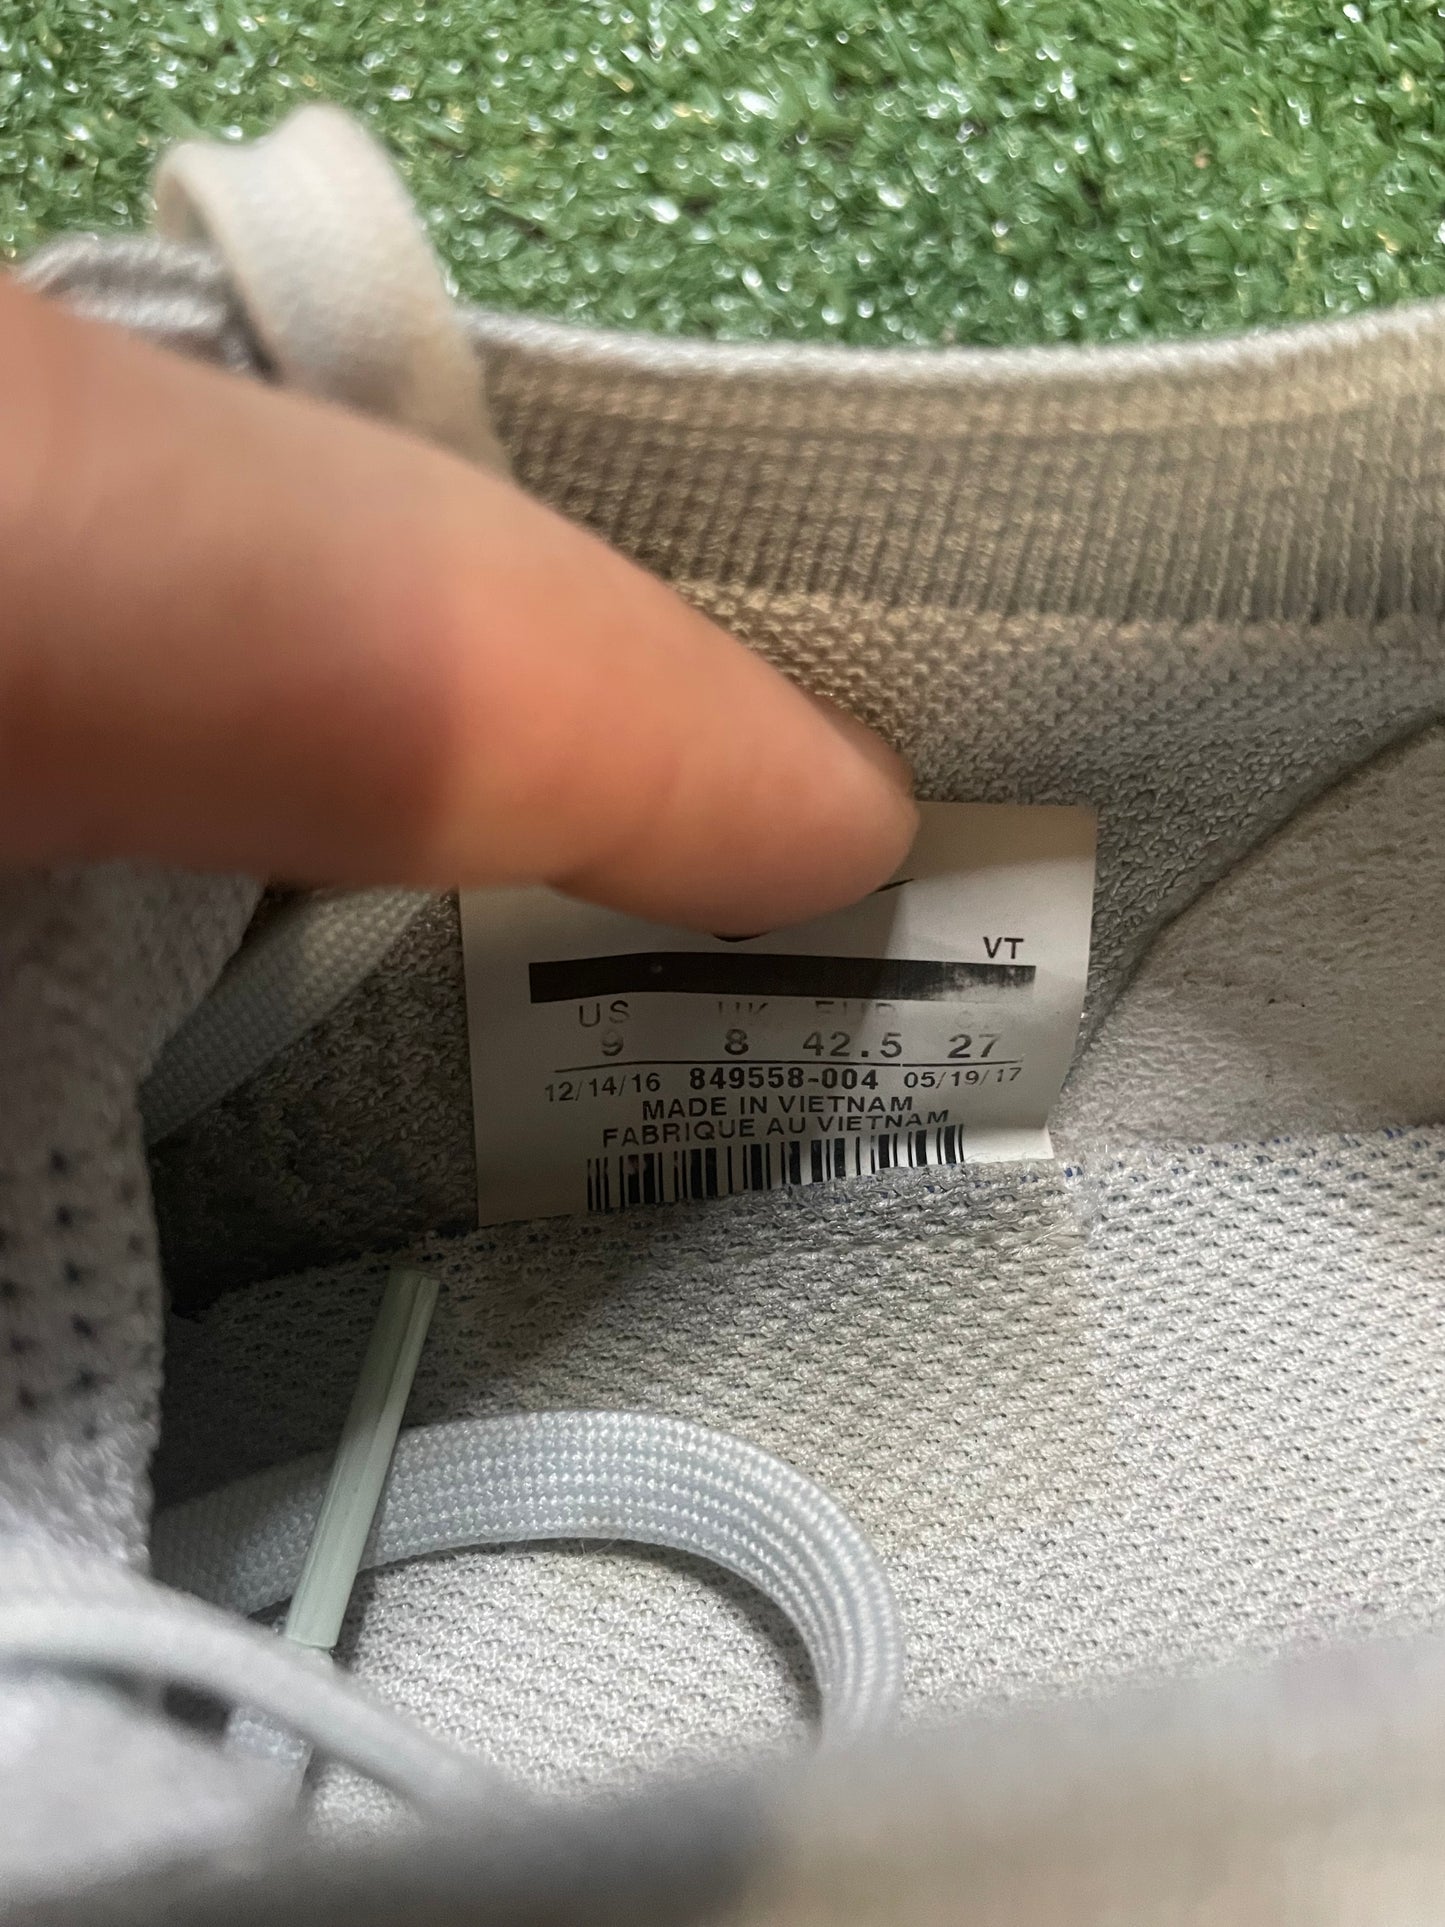 VT
US UK EUR
9 8 42.5 27
12/14/16 849558-004 05/19/17
MADE IN VIETNAM
FABRIQUE AU VIETNAM